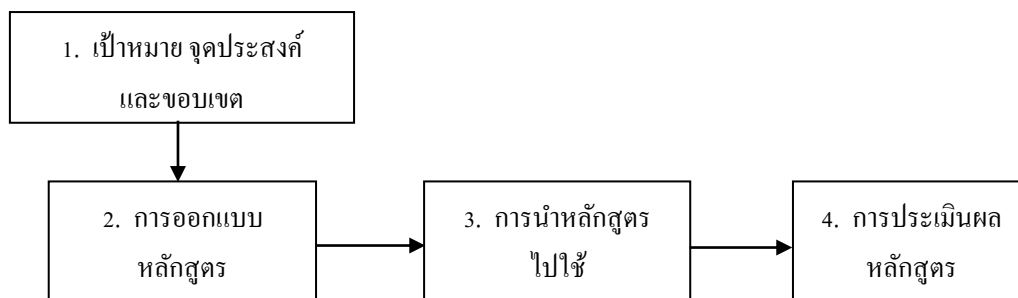 1. เป้าหมาย จุดประสงค์
และขอบเขต
2. การออกแบบ
หลักสูตร
3. การนำหลักสูตร
ไปใช้
4. การประเมินผล
หลักสูตร